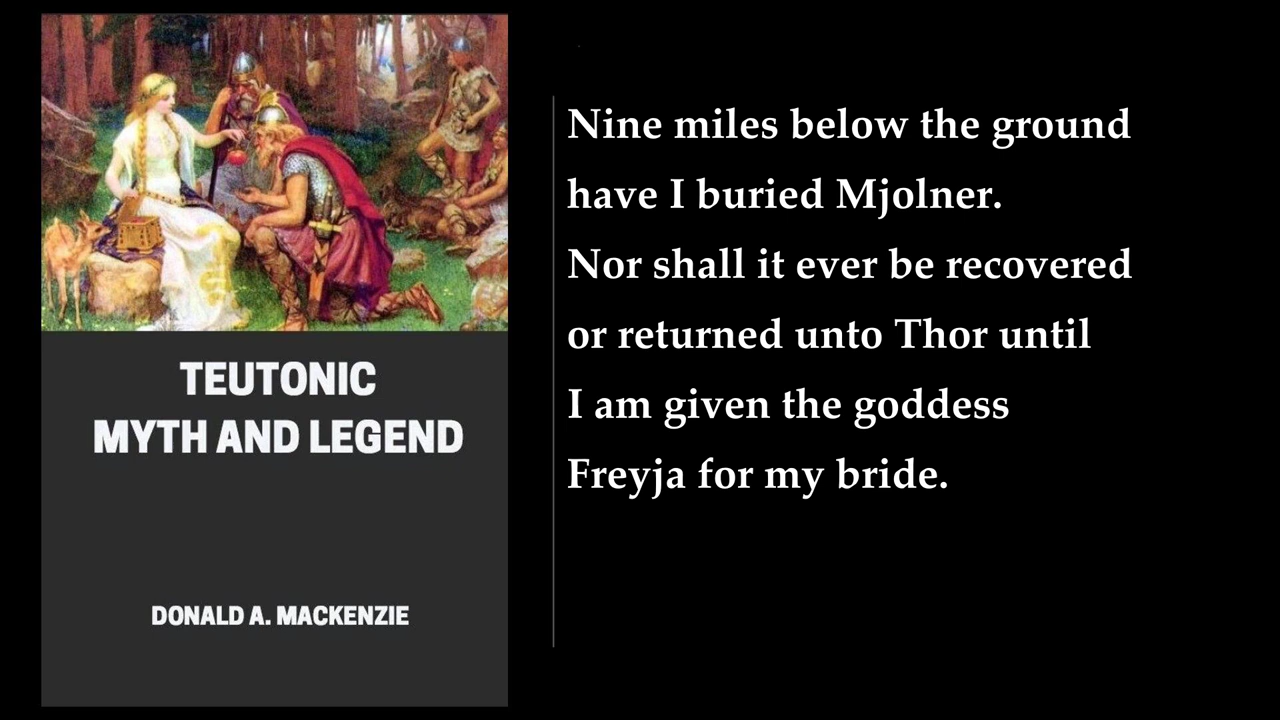 TEUTONIC
MYTH AND LEGEND
DONALD A. MACKENZIE
Nine miles below the ground
have I buried Mjolner.
Nor shall it ever be recovered
or returned unto Thor until
I am given the goddess
Freyja for my bride.